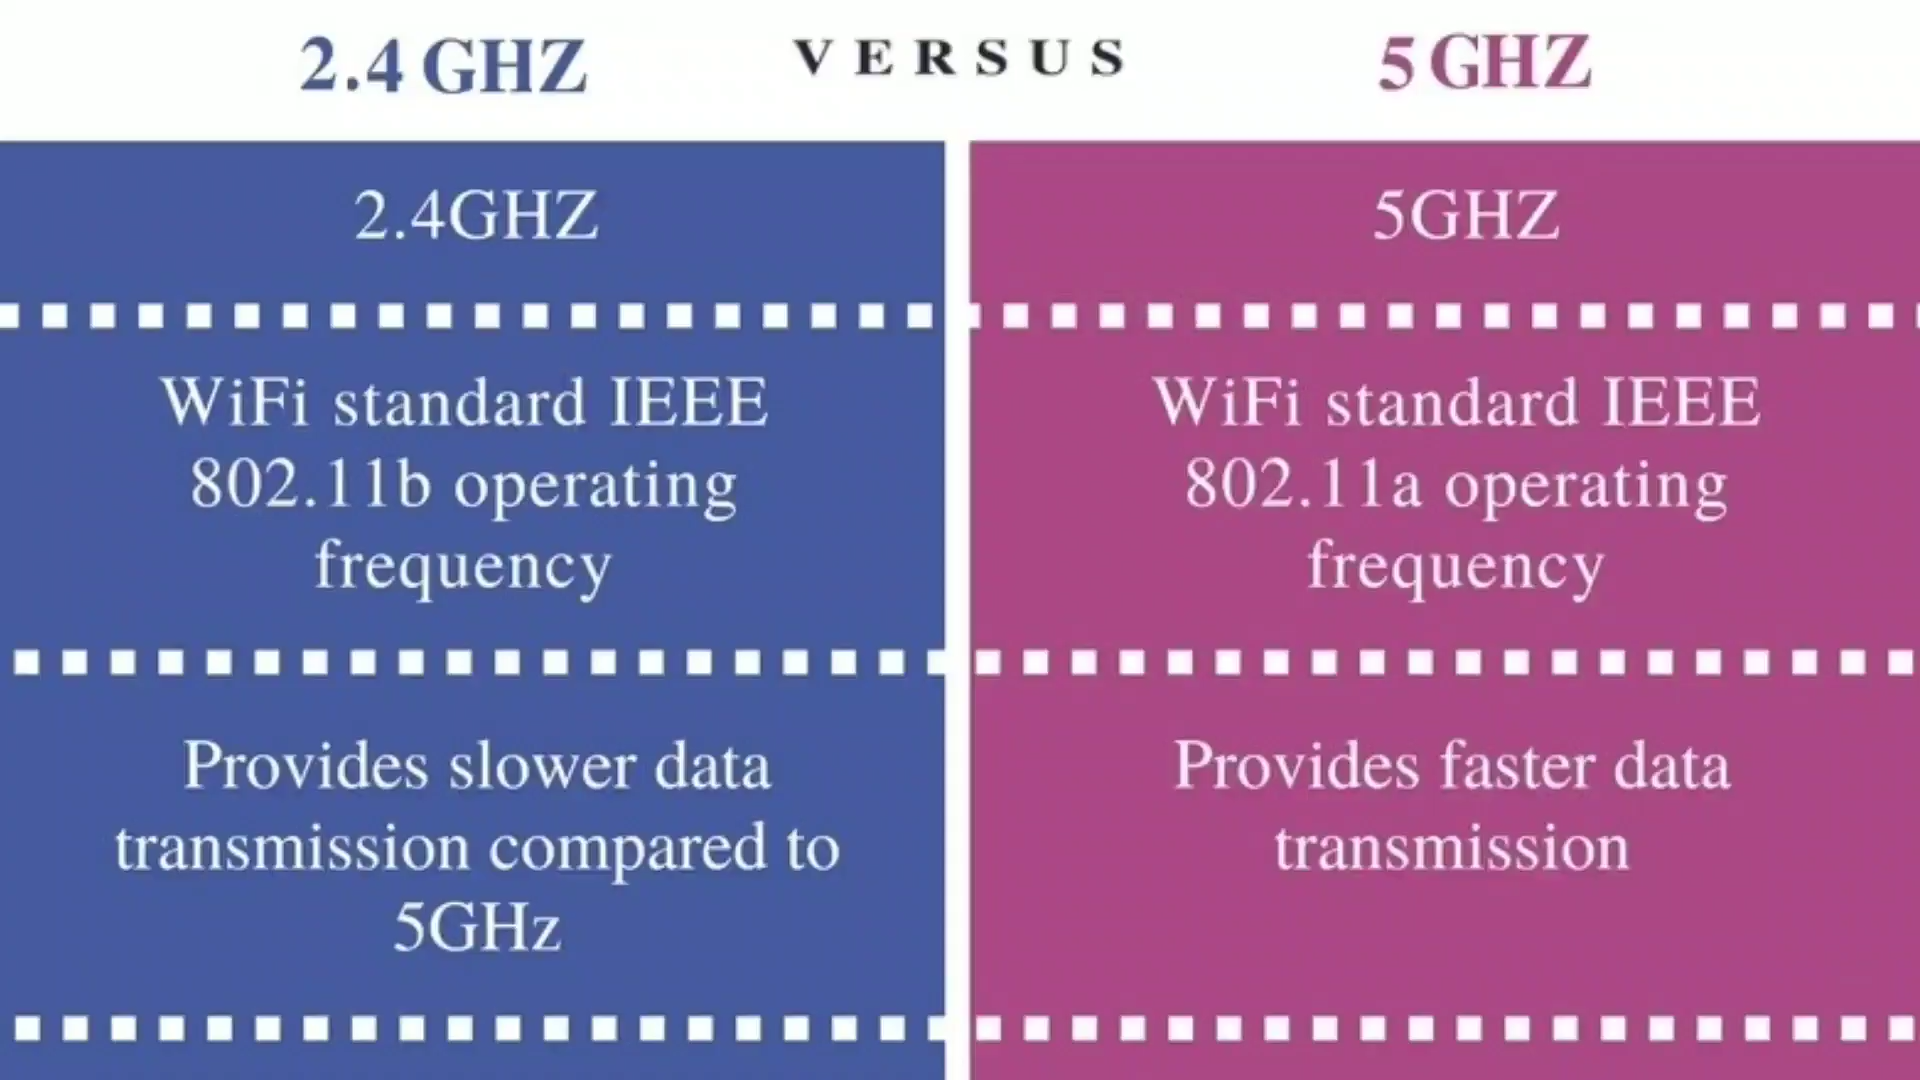 2.4 GHZ VERSUS 5 GHZ
2.4GHZ
WiFi standard IEEE
802.11b operating
frequency
Provides slower data
transmission compared to
5GHz
5GHZ
WiFi standard IEEE
802.11a operating
frequency
Provides faster data
transmission